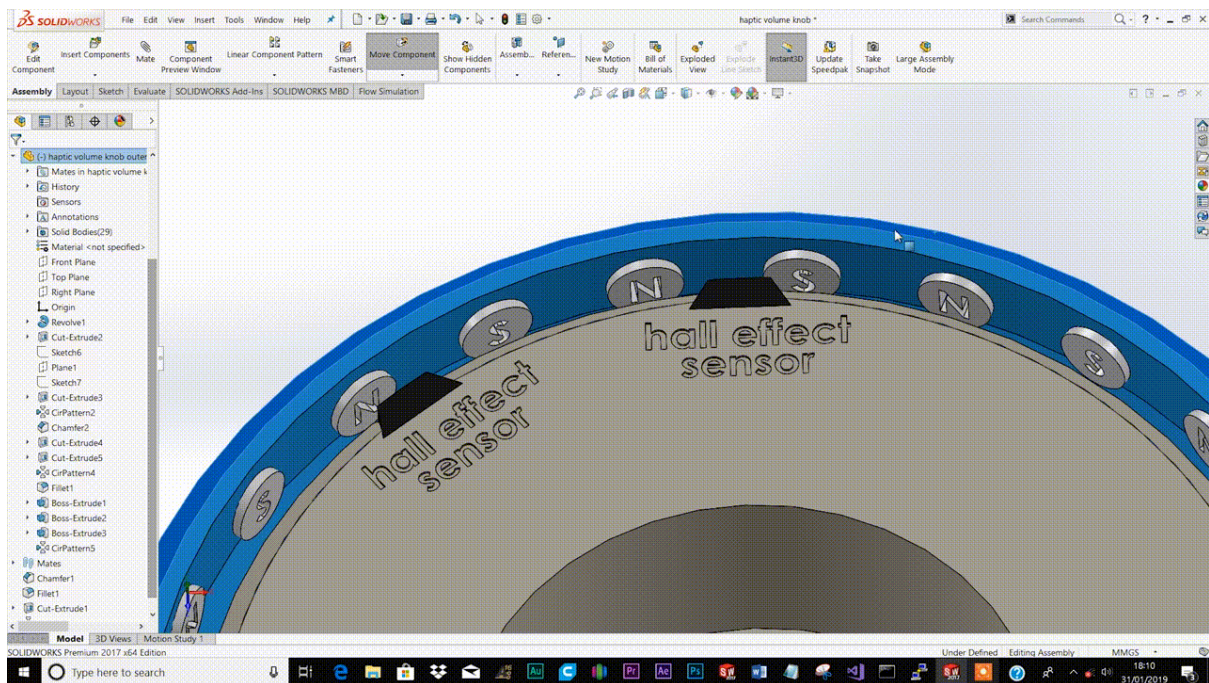 SOLIDWORKS File Edit View Insert Tools Window Help
haptic volume knob *
Search Commands
Edit Component
Insert Components
Mate
Component Preview Window
Linear Component Pattern
Smart Fasteners
Move Component
Show Hidden Components
Assemb...
Referen...
New Motion Study
Bill of Materials
Exploded View
Explode Line Sketch
Instant3D
Update Speedpak
Take Snapshot
Large Assembly Mode
Assembly Layout Sketch Evaluate SOLIDWORKS Add-Ins SOLIDWORKS MBD Flow Simulation
(-) haptic volume knob outer
Mates in haptic volume k
History
Sensors
Annotations
Solid Bodies(29)
Material <not specified>
Front Plane
Top Plane
Right Plane
Origin
Revolve1
Cut-Extrude2
Sketch6
Plane1
Sketch7
Cut-Extrude3
CirPattern2
Chamfer2
Cut-Extrude4
Cut-Extrude5
CirPattern4
Fillet1
Boss-Extrude1
Boss-Extrude2
Boss-Extrude3
CirPattern5
Mates
Chamfer1
Fillet1
Cut-Extrude1
S
N
S
N
S
N
S
hall effect
sensor
hall effect
sensor
Model 3D Views Motion Study 1
SOLIDWORKS Premium 2017 x64 Edition
Under Defined Editing Assembly MMGS
Type here to search
Au
Pr
Ae
Ps
18:10
31/01/2019